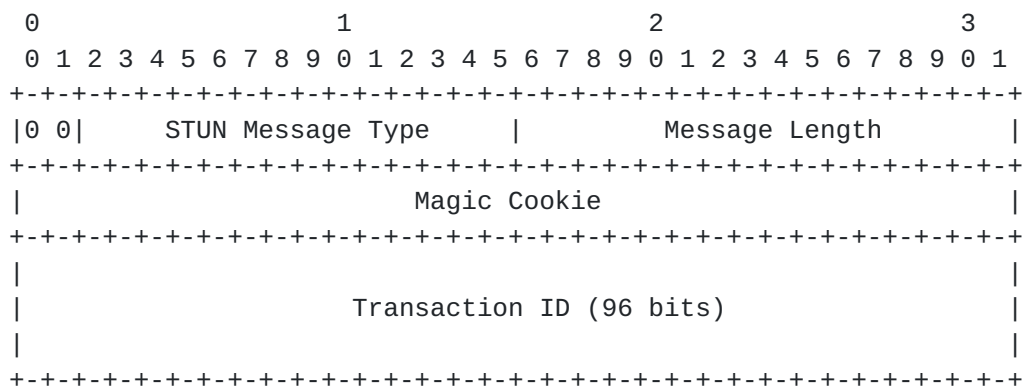 0                   1                   2                   3
0 1 2 3 4 5 6 7 8 9 0 1 2 3 4 5 6 7 8 9 0 1 2 3 4 5 6 7 8 9 0 1
+-+-+-+-+-+-+-+-+-+-+-+-+-+-+-+-+-+-+-+-+-+-+-+-+-+-+-+-+-+-+-+-+
|0 0|     STUN Message Type     |         Message Length        |
+-+-+-+-+-+-+-+-+-+-+-+-+-+-+-+-+-+-+-+-+-+-+-+-+-+-+-+-+-+-+-+-+
|                         Magic Cookie                          |
+-+-+-+-+-+-+-+-+-+-+-+-+-+-+-+-+-+-+-+-+-+-+-+-+-+-+-+-+-+-+-+-+
|                                                               |
|                     Transaction ID (96 bits)                  |
|                                                               |
+-+-+-+-+-+-+-+-+-+-+-+-+-+-+-+-+-+-+-+-+-+-+-+-+-+-+-+-+-+-+-+-+